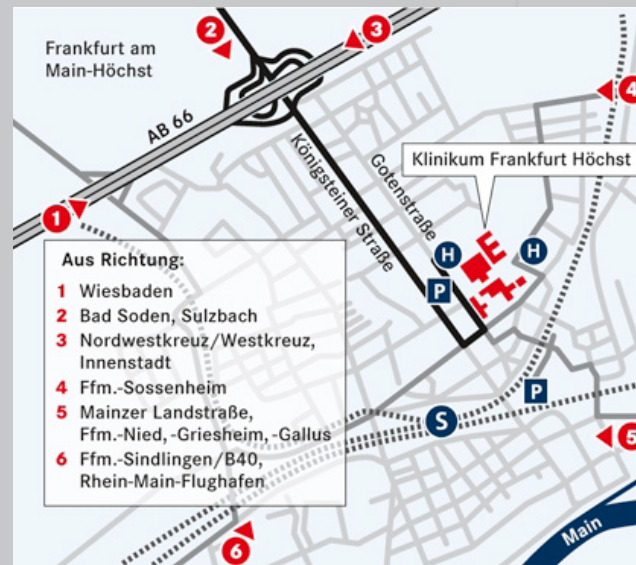 Frankfurt am
Main-Höchst
2
3
4
AB 66
Königsteiner Straße
Gotenstraße
Klinikum Frankfurt Höchst
H
H
P
1
Aus Richtung:
1 Wiesbaden
2 Bad Soden, Sulzbach
3 Nordwestkreuz/Westkreuz,
Innenstadt
4 Ffm.-Sossenheim
5 Mainzer Landstraße,
Ffm.-Nied, -Griesheim, -Gallus
6 Ffm.-Sindlingen/B40,
Rhein-Main-Flughafen
P
S
5
6
Main